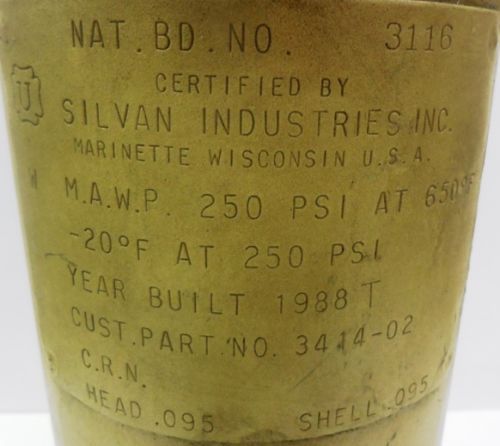 NAT. BD. NO. 3116
U
CERTIFIED BY
SILVAN INDUSTRIES INC.
MARINETTE WISCONSIN U.S.A.
W
M.A.W.P. 250 PSI AT 650°F
-20°F AT 250 PSI
YEAR BUILT 1988 T
CUST. PART. NO. 3414-02
C.R.N.
HEAD .095 SHELL .095